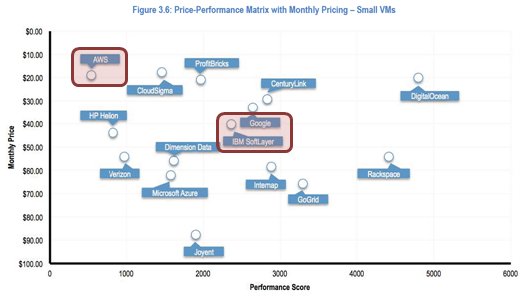 Figure 3.6: Price-Performance Matrix with Monthly Pricing – Small VMs
$0.00
$10.00
$20.00
$30.00
$40.00
$50.00
$60.00
$70.00
$80.00
$90.00
$100.00
Monthly Price
AWS
ProfitBricks
CloudSigma
CenturyLink
DigitalOcean
HP Helion
Google
IBM SoftLayer
Dimension Data
Verizon
Microsoft Azure
Internap
GoGrid
Rackspace
Joyent
0
1000
2000
3000
4000
5000
6000
Performance Score